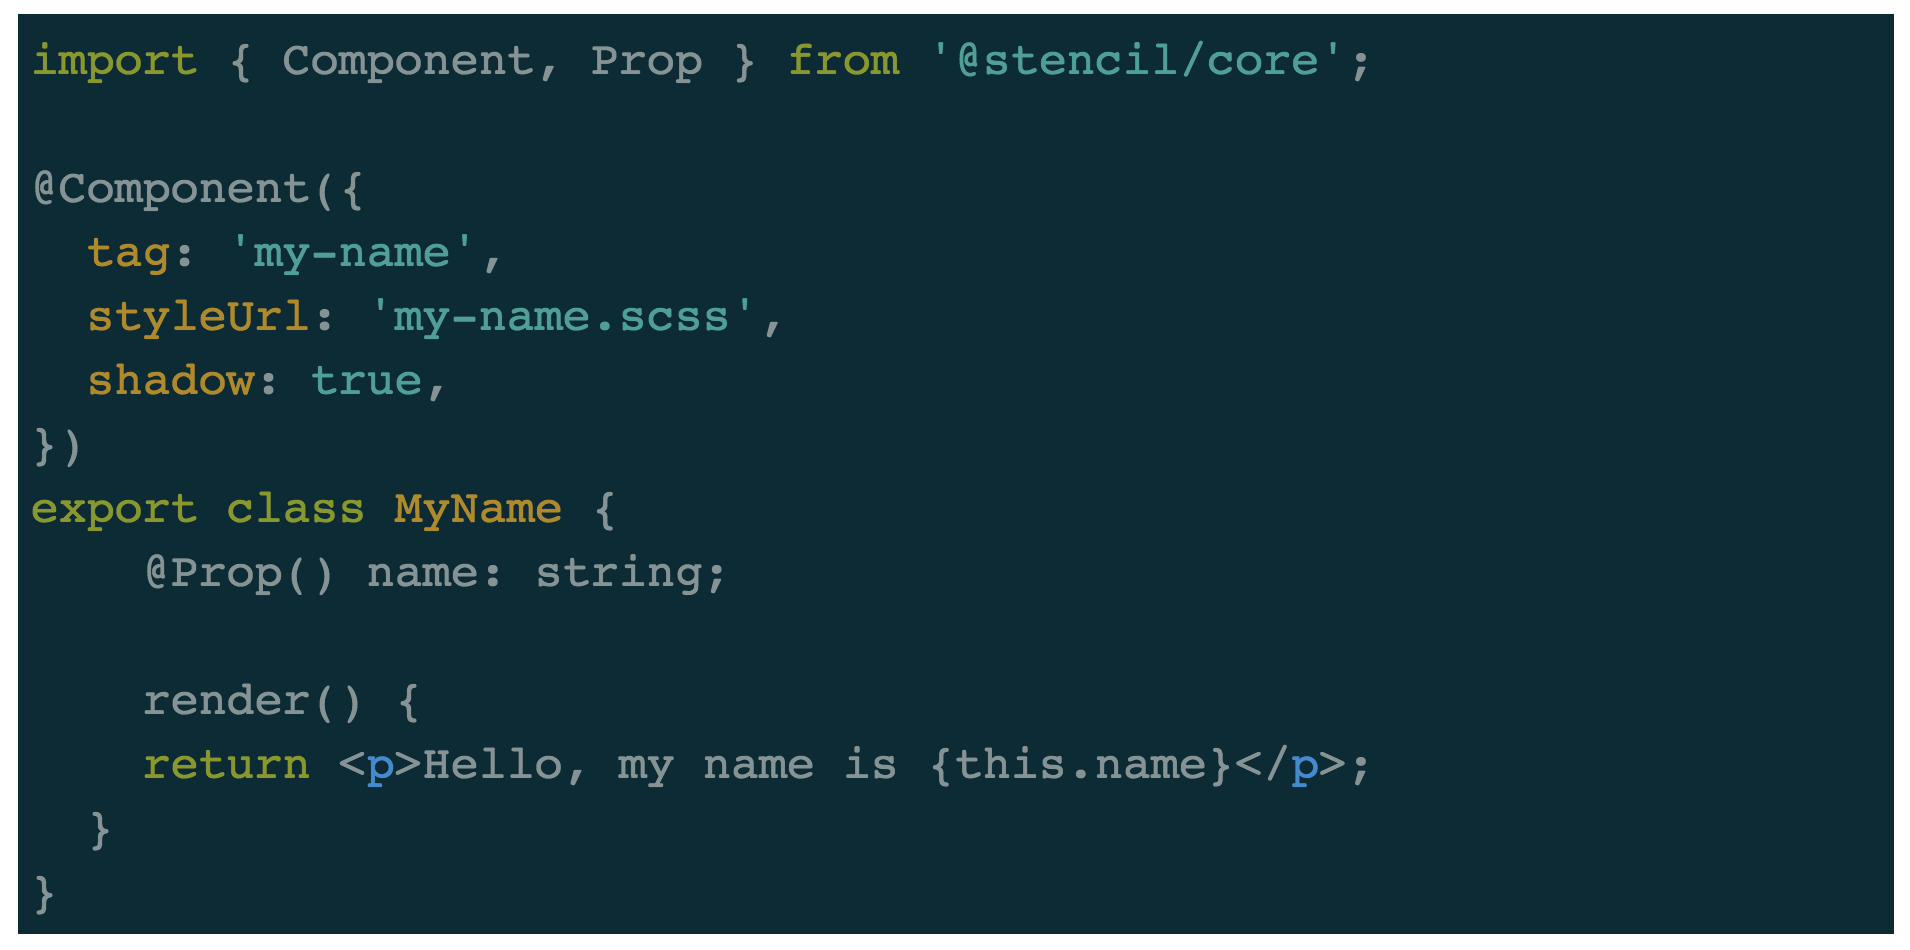 import { Component, Prop } from '@stencil/core';

@Component({
  tag: 'my-name',
  styleUrl: 'my-name.scss',
  shadow: true,
})
export class MyName {
    @Prop() name: string;

    render() {
    return <p>Hello, my name is {this.name}</p>;
  }
}